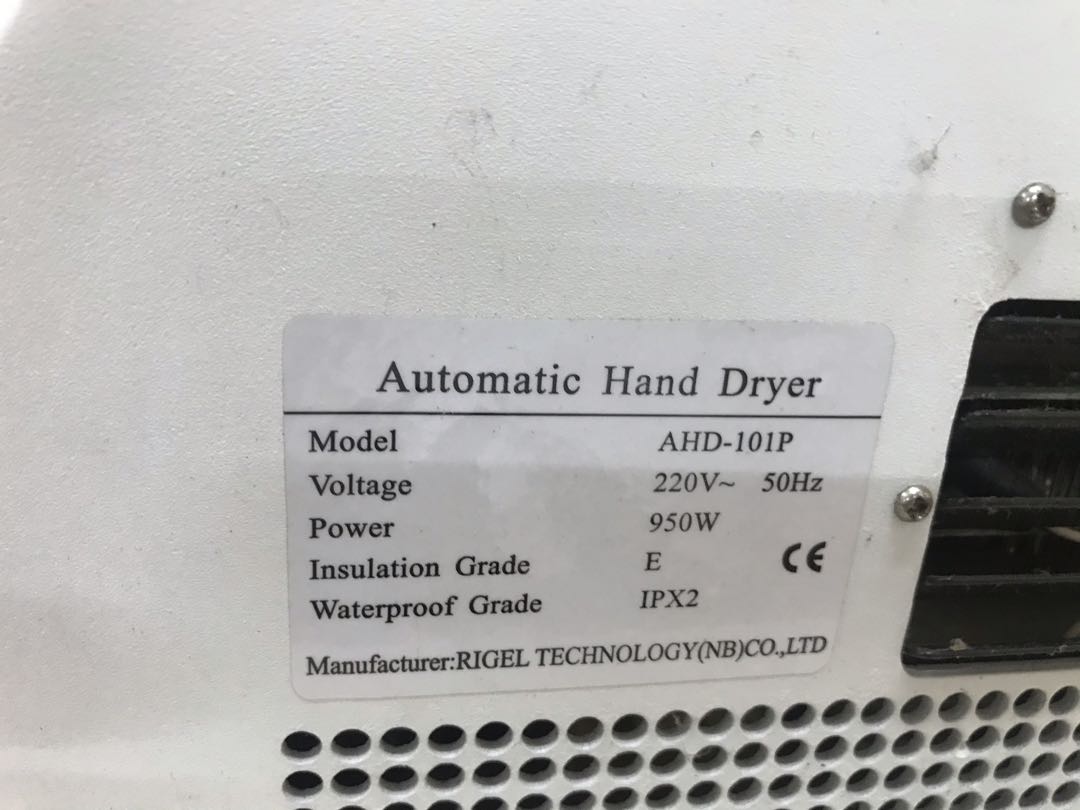 Automatic Hand Dryer
Model AHD-101P
Voltage 220V~ 50Hz
Power 950W
Insulation Grade E CE
Waterproof Grade IPX2
Manufacturer:RIGEL TECHNOLOGY(NB)CO.,LTD